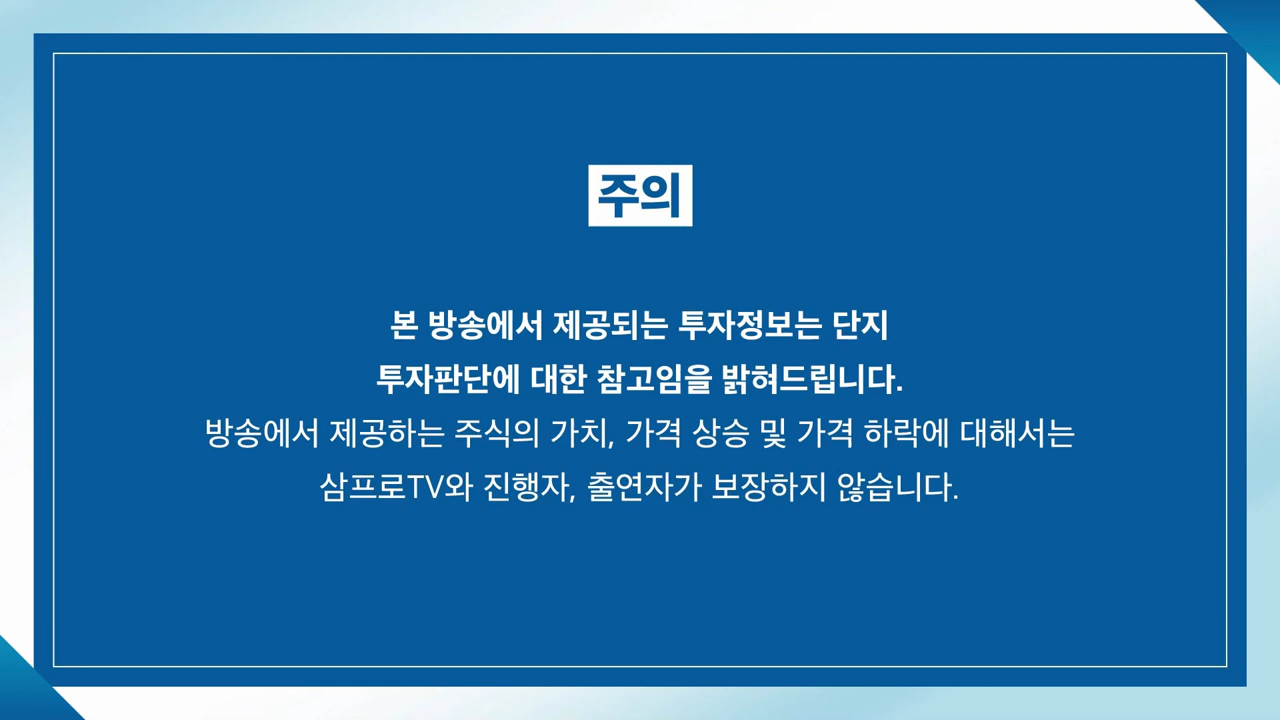 주의
본 방송에서 제공되는 투자정보는 단지
투자판단에 대한 참고임을 밝혀드립니다.
방송에서 제공하는 주식의 가치, 가격 상승 및 가격 하락에 대해서는
삼프로TV와 진행자, 출연자가 보장하지 않습니다.